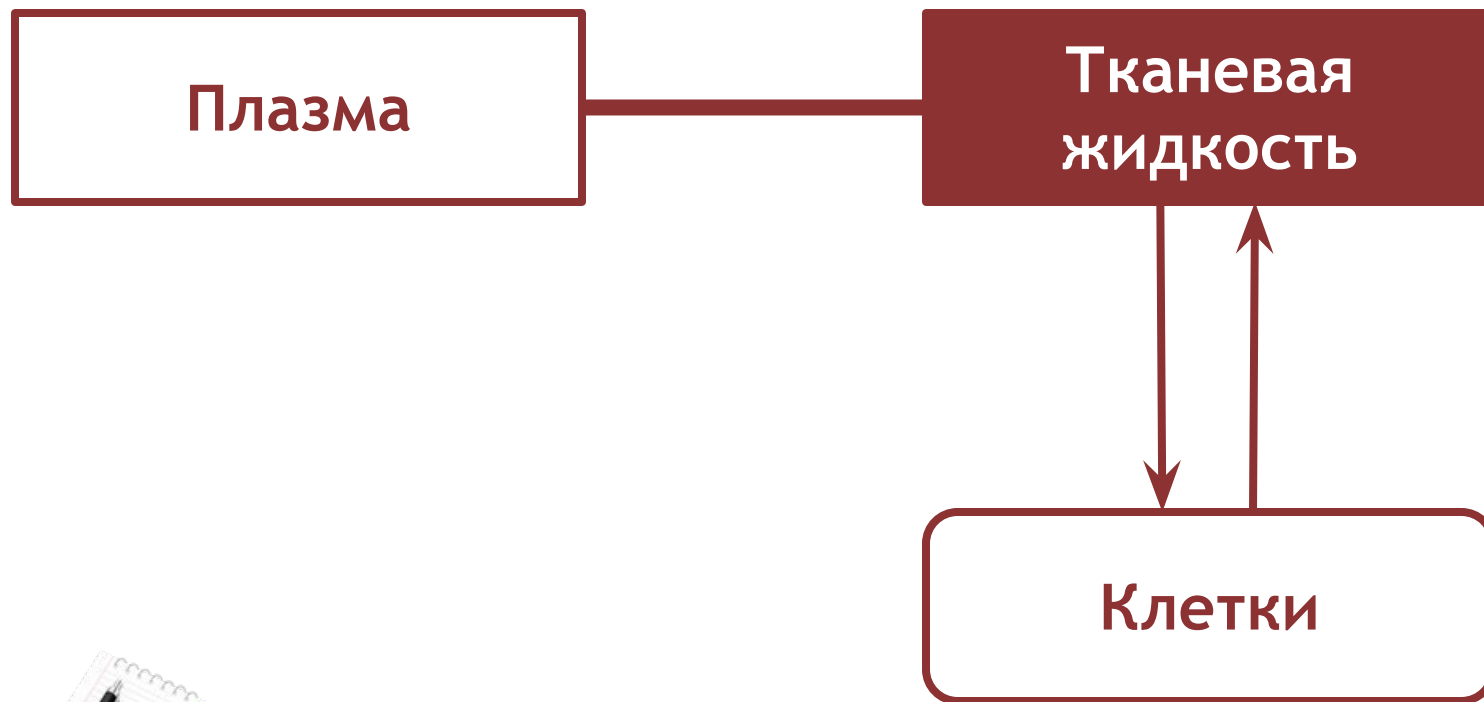 Плазма
Тканевая
жидкость
Клетки